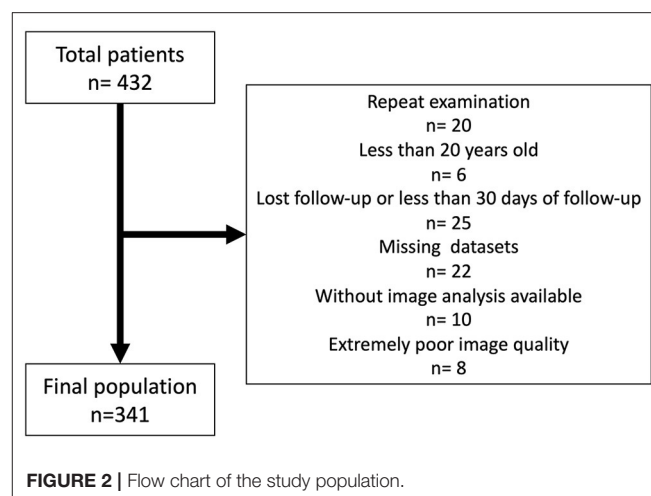 Total patients
n= 432
Repeat examination
n= 20
Less than 20 years old
n= 6
Lost follow-up or less than 30 days of follow-up
n= 25
Missing datasets
n= 22
Without image analysis available
n= 10
Extremely poor image quality
n= 8
Final population
n=341
FIGURE 2 | Flow chart of the study population.